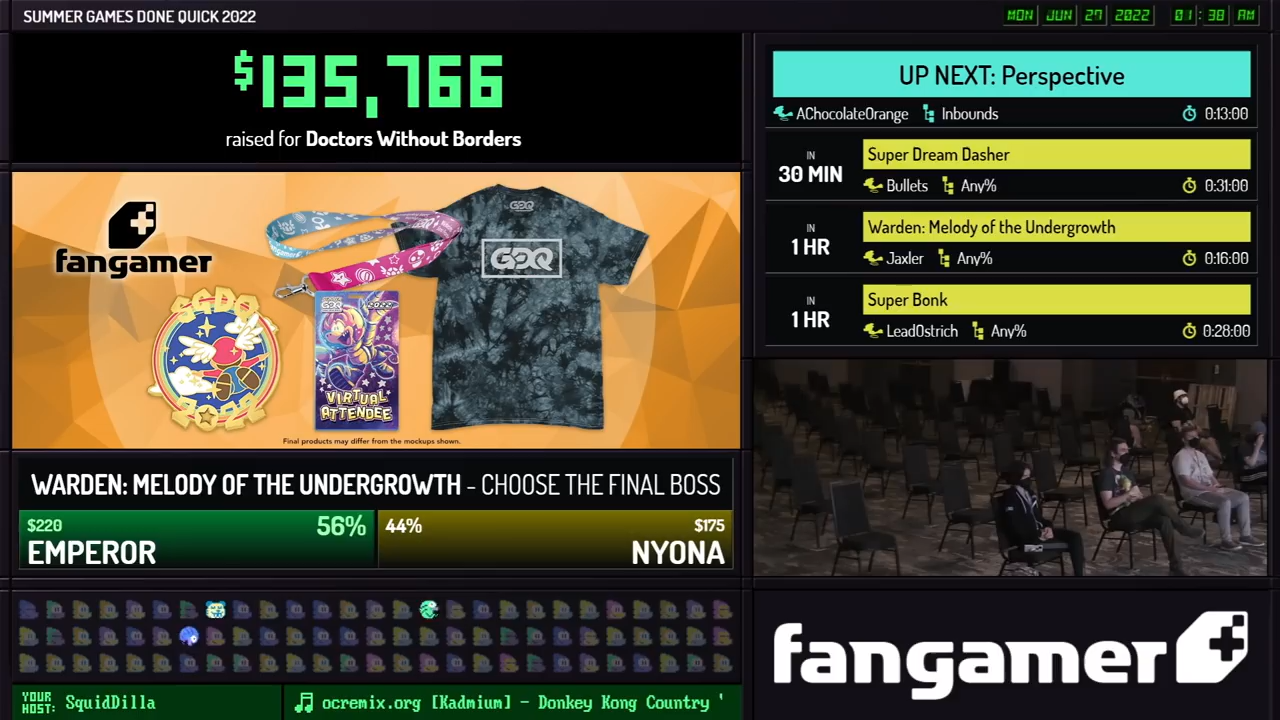 SUMMER GAMES DONE QUICK 2022
MON JUN 27 2022 01:38 AM
$135,766
raised for Doctors Without Borders
fangamer
SGDQ
2022
GDQ
2022
VIRTUAL
ATTENDEE
GDQ
GDQ
Final products may differ from the mockups shown.
WARDEN: MELODY OF THE UNDERGROWTH - CHOOSE THE FINAL BOSS
$220 56% 44% $175
EMPEROR NYONA
YOUR HOST: SquidDilla
ocremix.org [Kadmium] - Donkey Kong Country '
UP NEXT: Perspective
AChocolateOrange Inbounds 0:13:00
IN 30 MIN
Super Dream Dasher
Bullets Any% 0:31:00
IN 1 HR
Warden: Melody of the Undergrowth
Jaxler Any% 0:16:00
IN 1 HR
Super Bonk
LeadOstrich Any% 0:28:00
fangamer